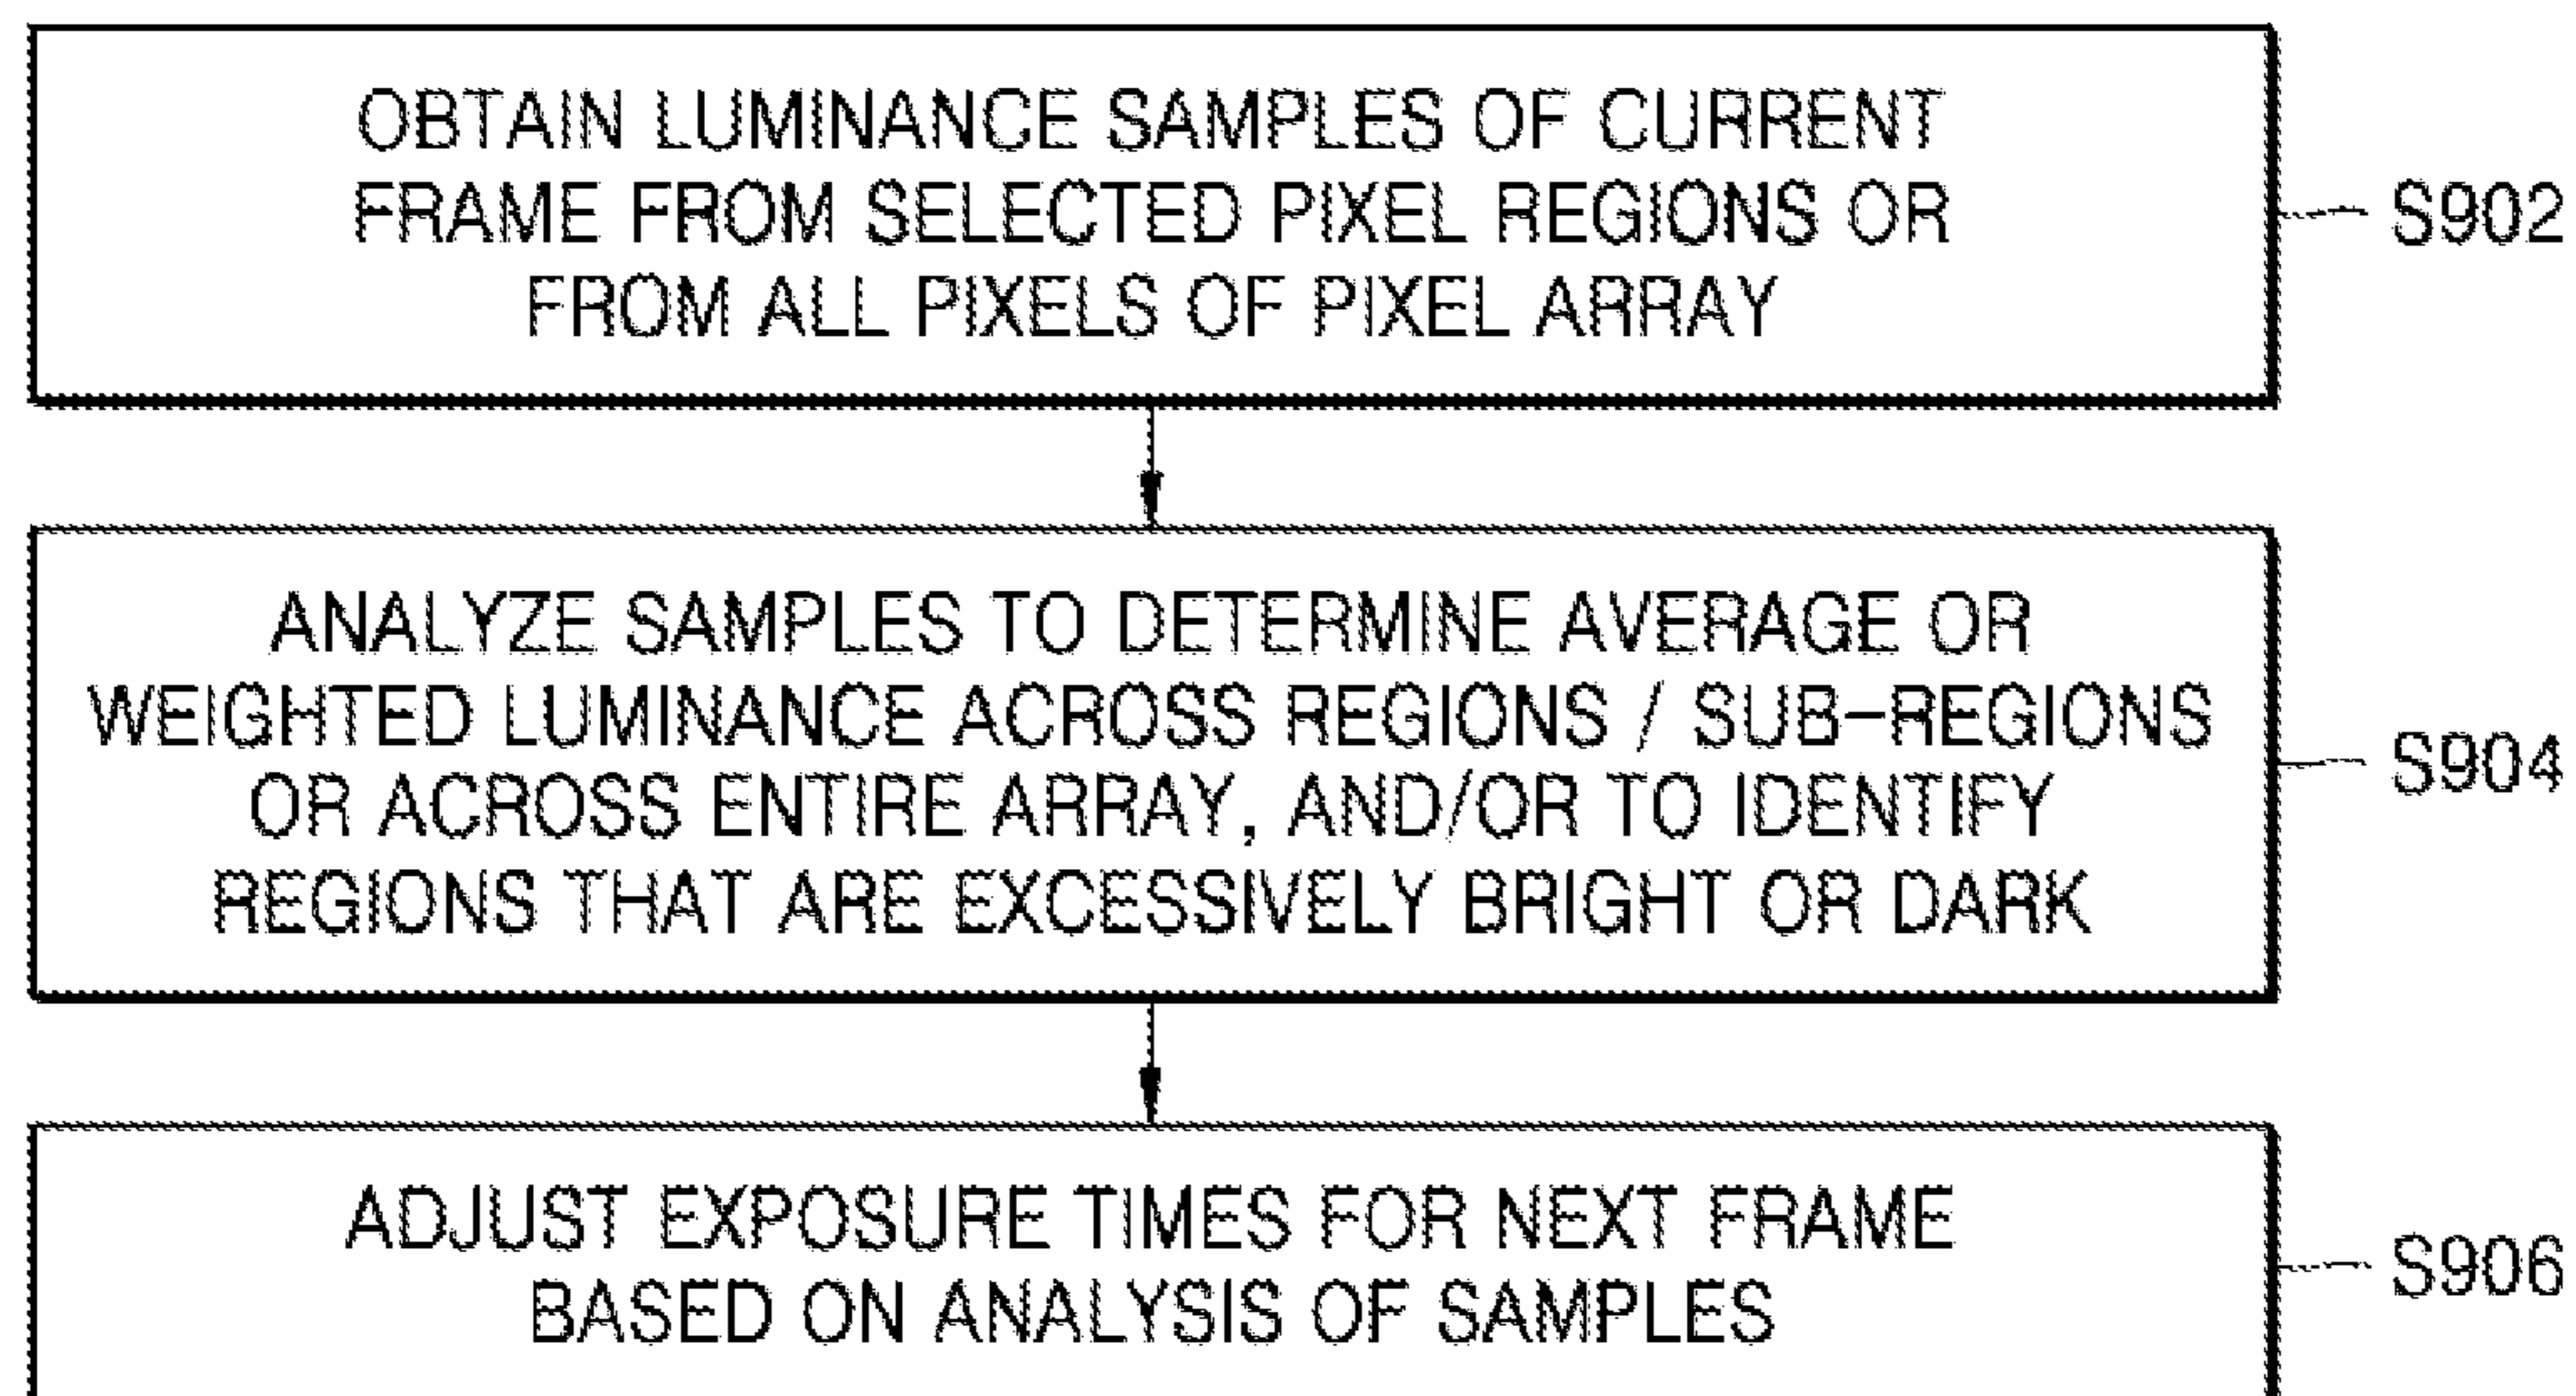 OBTAIN LUMINANCE SAMPLES OF CURRENT
FRAME FROM SELECTED PIXEL REGIONS OR
FROM ALL PIXELS OF PIXEL ARRAY
S902
ANALYZE SAMPLES TO DETERMINE AVERAGE OR
WEIGHTED LUMINANCE ACROSS REGIONS / SUB-REGIONS
OR ACROSS ENTIRE ARRAY, AND/OR TO IDENTIFY
REGIONS THAT ARE EXCESSIVELY BRIGHT OR DARK
S904
ADJUST EXPOSURE TIMES FOR NEXT FRAME
BASED ON ANALYSIS OF SAMPLES
S906